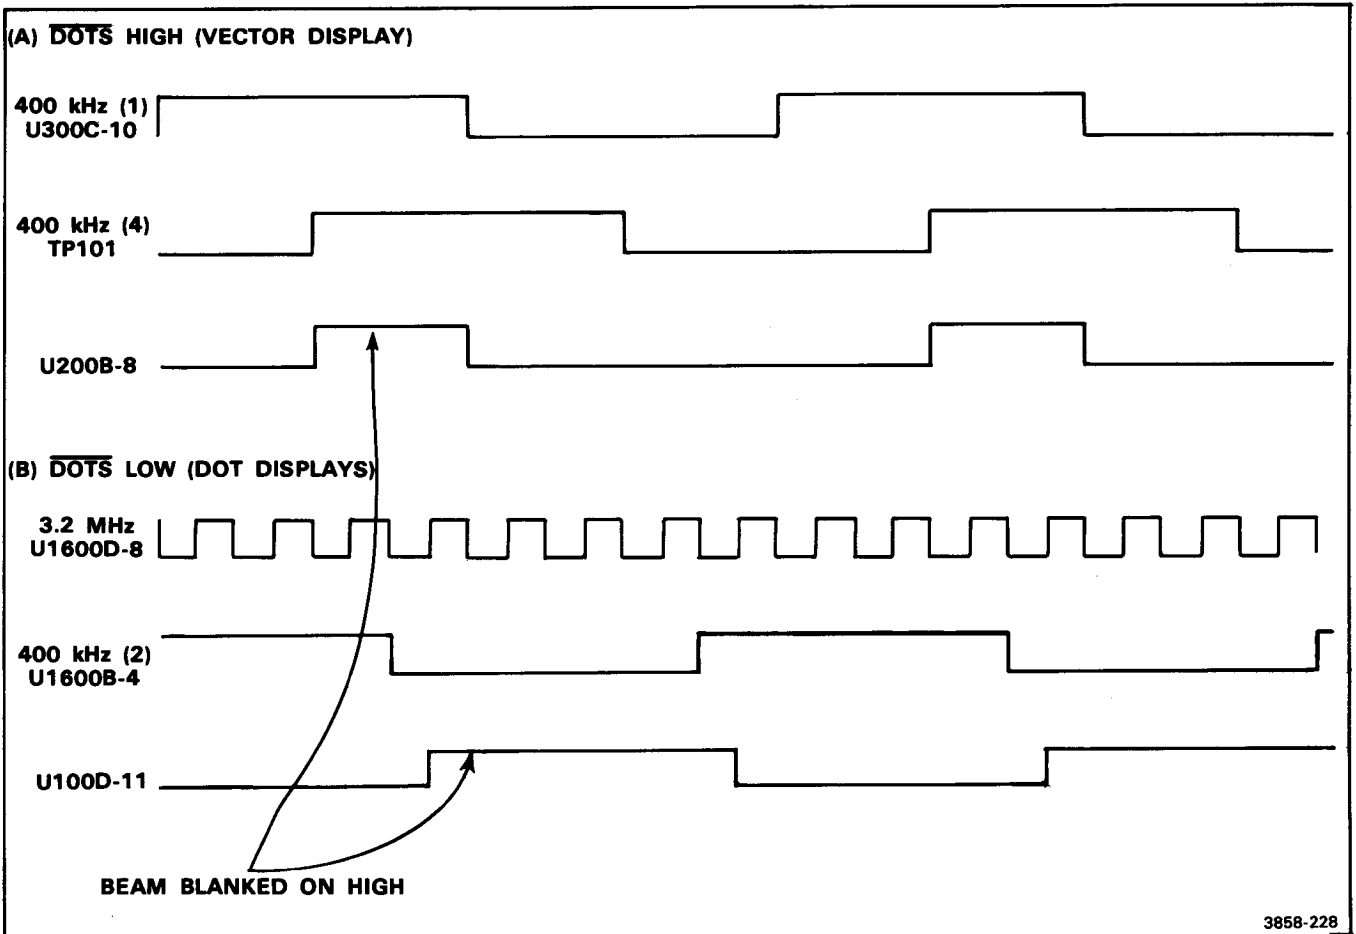 (A) DOTS HIGH (VECTOR DISPLAY)
400 kHz (1)
U300C-10
400 kHz (4)
TP101
U200B-8
(B) DOTS LOW (DOT DISPLAYS)
3.2 MHz
U1600D-8
400 kHz (2)
U1600B-4
U100D-11
BEAM BLANKED ON HIGH
3858-228